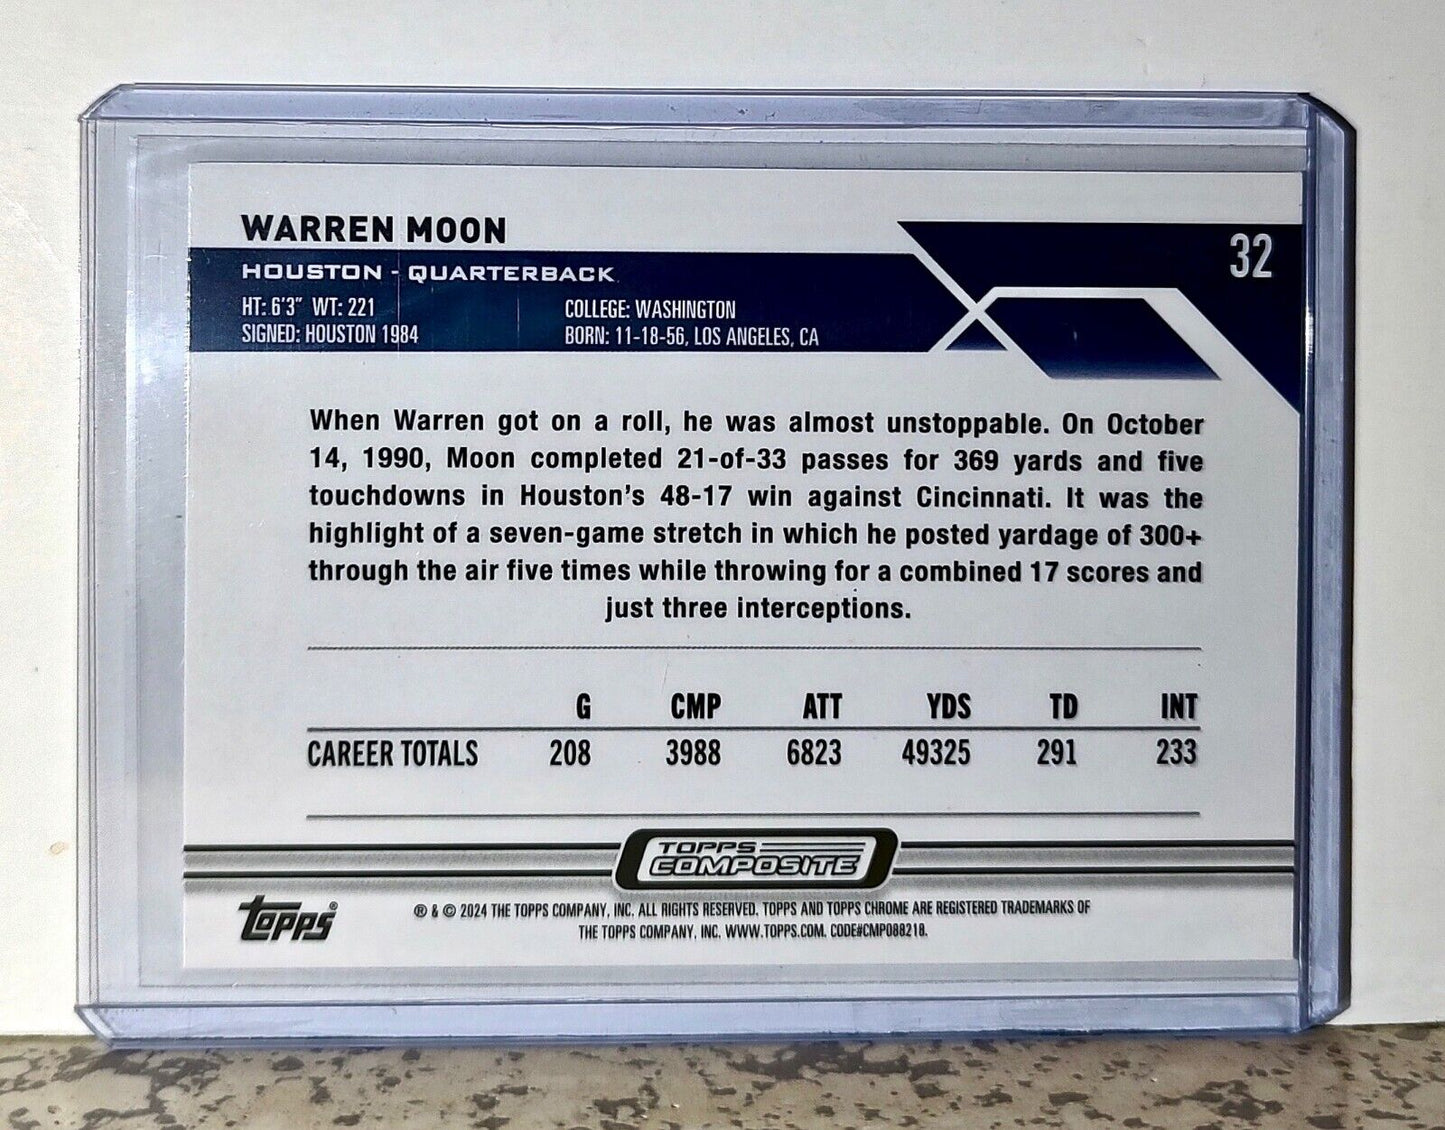 WARREN MOON
32
HOUSTON - QUARTERBACK
HT: 6'3" WT: 221
COLLEGE: WASHINGTON
SIGNED: HOUSTON 1984
BORN: 11-18-56, LOS ANGELES, CA
When Warren got on a roll, he was almost unstoppable. On October
14, 1990, Moon completed 21-of-33 passes for 369 yards and five
touchdowns in Houston's 48-17 win against Cincinnati. It was the
highlight of a seven-game stretch in which he posted yardage of 300+
through the air five times while throwing for a combined 17 scores and
just three interceptions.
G CMP ATT YDS TD INT
CAREER TOTALS 208 3988 6823 49325 291 233
TOPPS
COMPOSITE
Topps®
® & © 2024 THE TOPPS COMPANY, INC. ALL RIGHTS RESERVED. TOPPS AND TOPPS CHROME ARE REGISTERED TRADEMARKS OF
THE TOPPS COMPANY, INC. WWW.TOPPS.COM. CODE#CMP088218.